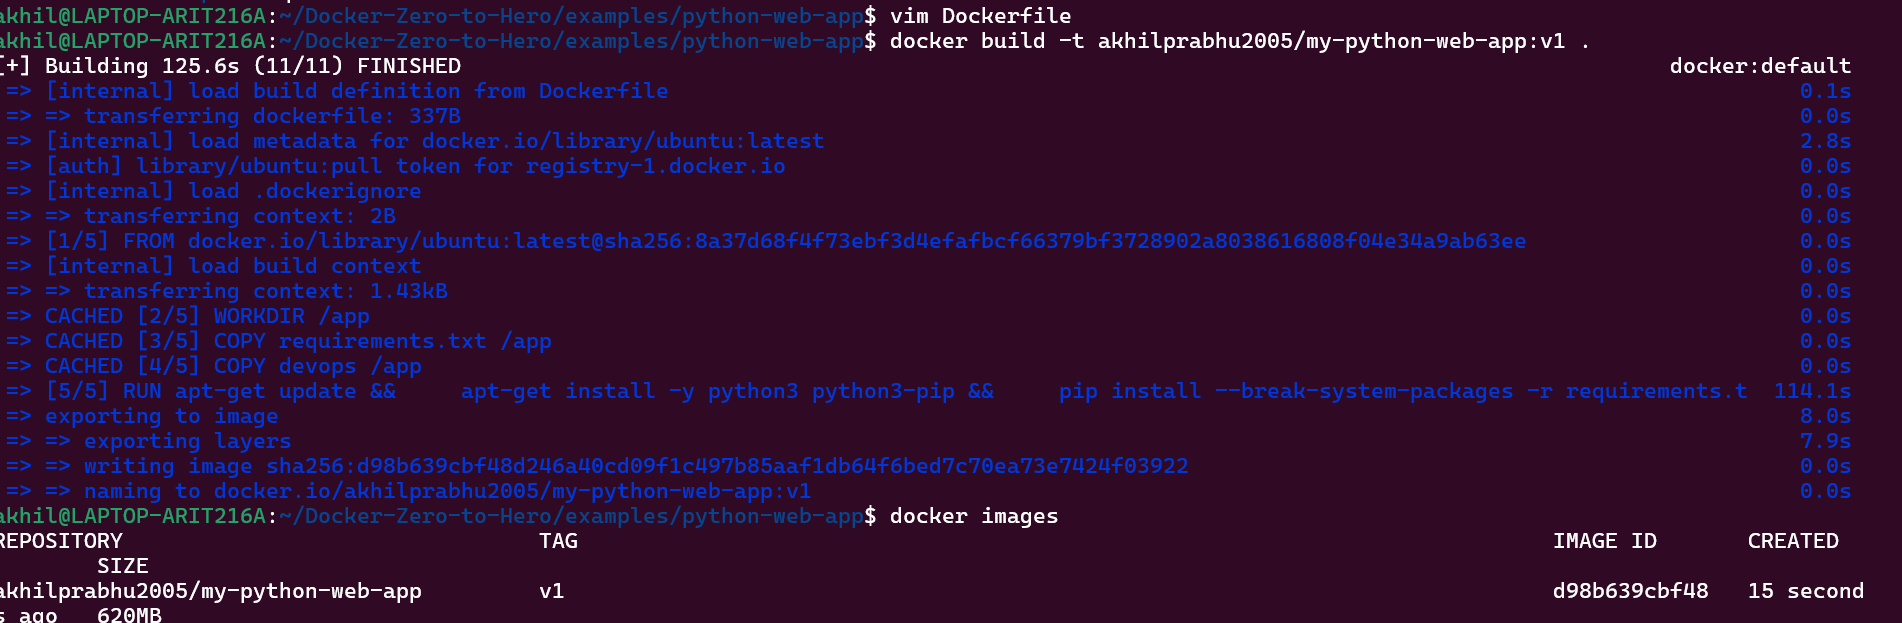 akhil@LAPTOP-ARIT216A:~/Docker-Zero-to-Hero/examples/python-web-app$ vim Dockerfile
akhil@LAPTOP-ARIT216A:~/Docker-Zero-to-Hero/examples/python-web-app$ docker build -t akhilprabhu2005/my-python-web-app:v1 .
[+] Building 125.6s (11/11) FINISHED docker:default
=> [internal] load build definition from Dockerfile 0.1s
=> => transferring dockerfile: 337B 0.0s
=> [internal] load metadata for docker.io/library/ubuntu:latest 2.8s
=> [auth] library/ubuntu:pull token for registry-1.docker.io 0.0s
=> [internal] load .dockerignore 0.0s
=> => transferring context: 2B 0.0s
=> [1/5] FROM docker.io/library/ubuntu:latest@sha256:8a37d68f4f73ebf3d4efafbcf66379bf3728902a8038616808f04e34a9ab63ee 0.0s
=> [internal] load build context 0.0s
=> => transferring context: 1.43kB 0.0s
=> CACHED [2/5] WORKDIR /app 0.0s
=> CACHED [3/5] COPY requirements.txt /app 0.0s
=> CACHED [4/5] COPY devops /app 0.0s
=> [5/5] RUN apt-get update &&     apt-get install -y python3 python3-pip &&     pip install --break-system-packages -r requirements.t 114.1s
=> exporting to image 8.0s
=> => exporting layers 7.9s
=> => writing image sha256:d98b639cbf48d246a40cd09f1c497b85aaf1db64f6bed7c70ea73e7424f03922 0.0s
=> => naming to docker.io/akhilprabhu2005/my-python-web-app:v1 0.0s
akhil@LAPTOP-ARIT216A:~/Docker-Zero-to-Hero/examples/python-web-app$ docker images
REPOSITORY TAG IMAGE ID CREATED
SIZE
akhilprabhu2005/my-python-web-app v1 d98b639cbf48 15 second
s ago 620MB